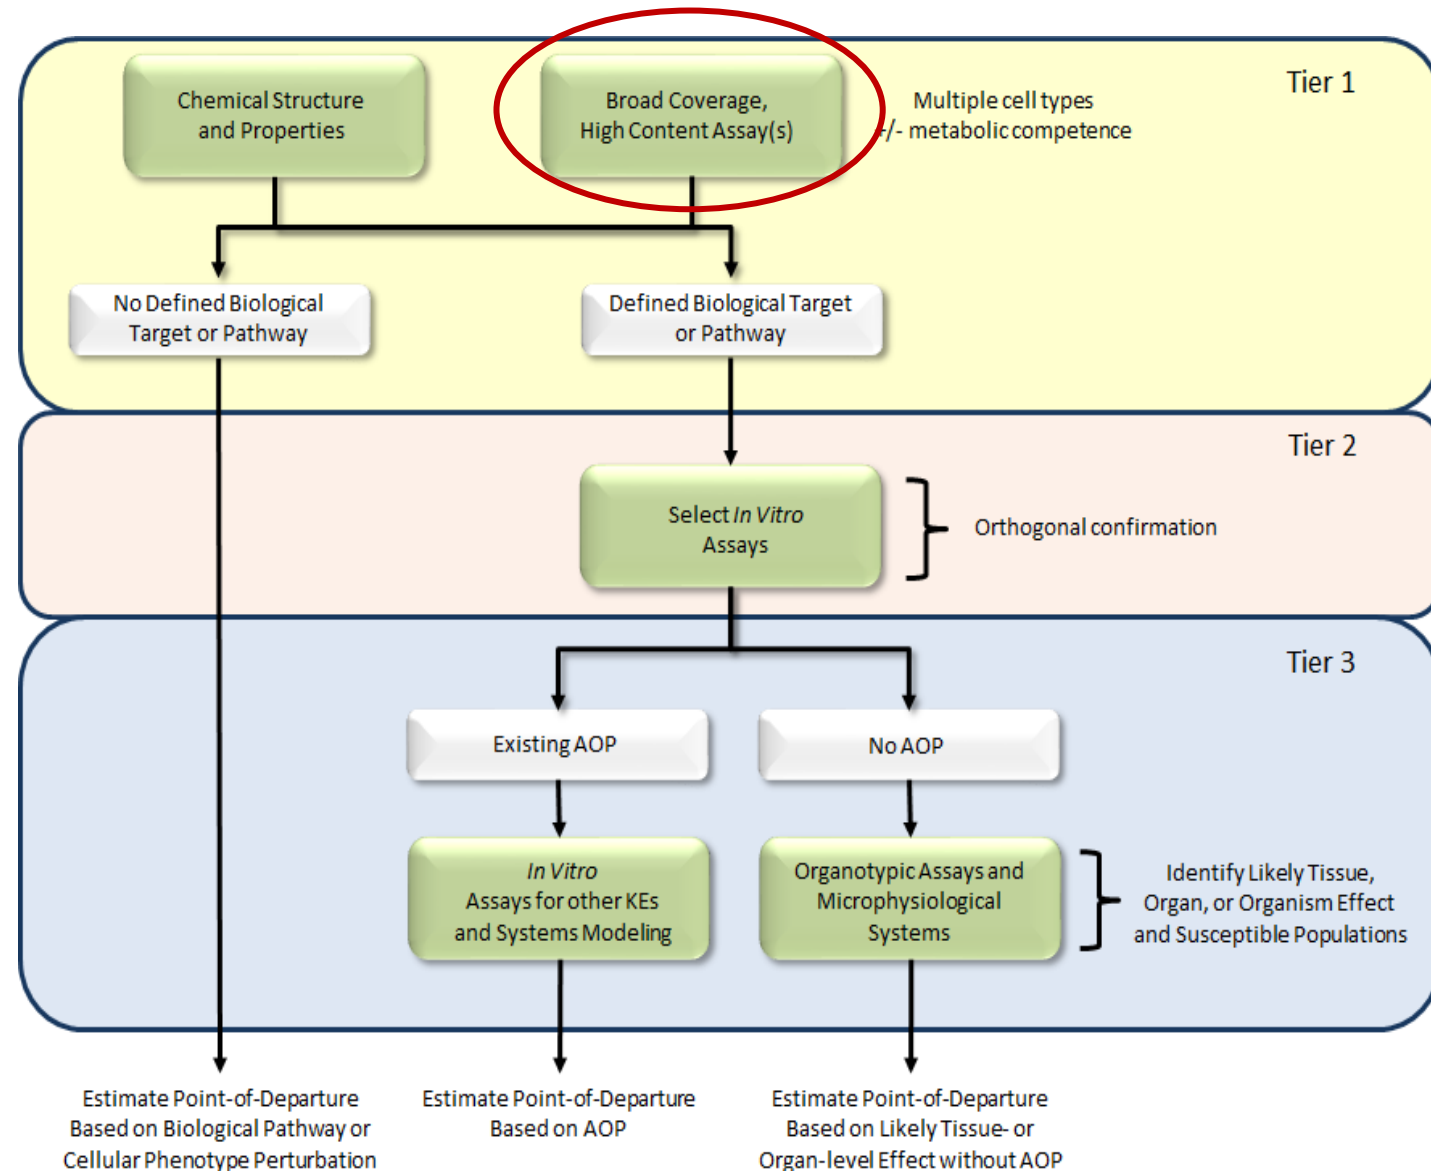 Tier 1
Chemical Structure
and Properties
Broad Coverage,
High Content Assay(s)
Multiple cell types
+/- metabolic competence
No Defined Biological
Target or Pathway
Defined Biological Target
or Pathway
Tier 2
Select In Vitro
Assays
Orthogonal confirmation
Tier 3
Existing AOP
No AOP
In Vitro
Assays for other KEs
and Systems Modeling
Organotypic Assays and
Microphysiological
Systems
Identify Likely Tissue,
Organ, or Organism Effect
and Susceptible Populations
Estimate Point-of-Departure
Based on Biological Pathway or
Cellular Phenotype Perturbation
Estimate Point-of-Departure
Based on AOP
Estimate Point-of-Departure
Based on Likely Tissue- or
Organ-level Effect without AOP